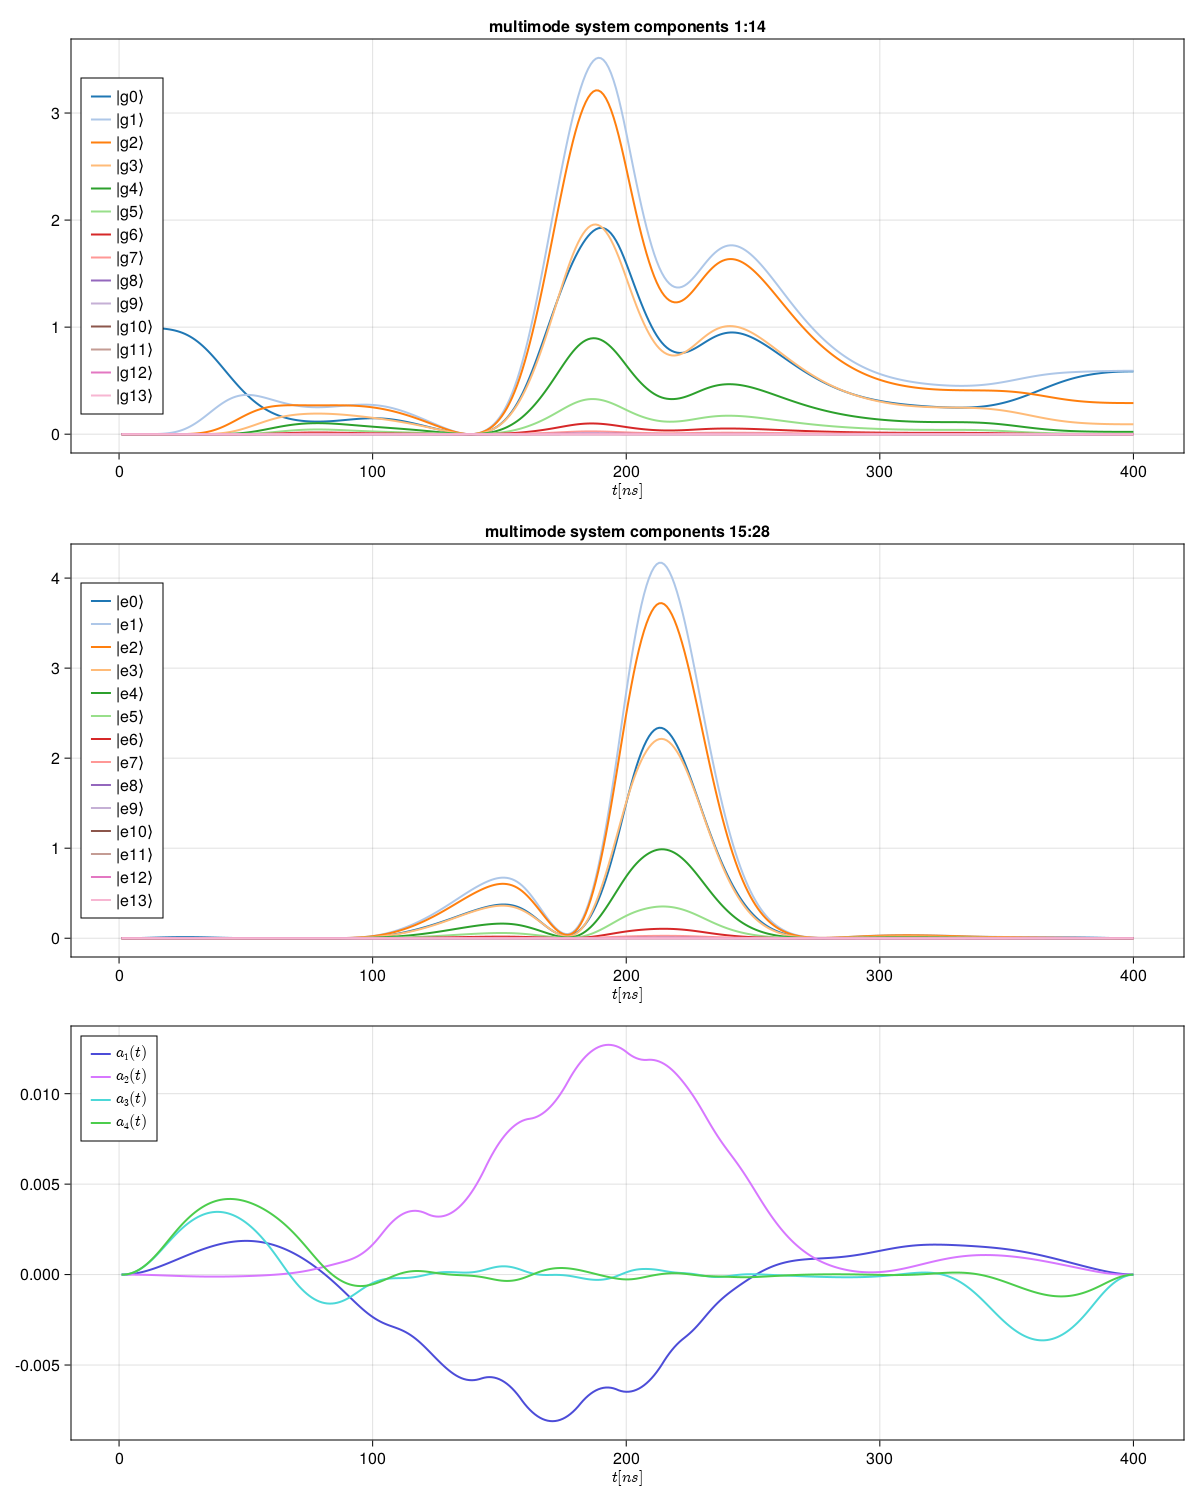 multimode system components 1:14
|g0⟩
|g1⟩
|g2⟩
|g3⟩
|g4⟩
|g5⟩
|g6⟩
|g7⟩
|g8⟩
|g9⟩
|g10⟩
|g11⟩
|g12⟩
|g13⟩
3
2
1
0
0 100 200 300 400
t[ns]
multimode system components 15:28
|e0⟩
|e1⟩
|e2⟩
|e3⟩
|e4⟩
|e5⟩
|e6⟩
|e7⟩
|e8⟩
|e9⟩
|e10⟩
|e11⟩
|e12⟩
|e13⟩
4
3
2
1
0
0 100 200 300 400
t[ns]
a₁(t)
a₂(t)
a₃(t)
a₄(t)
0.010
0.005
0.000
-0.005
0 100 200 300 400
t[ns]